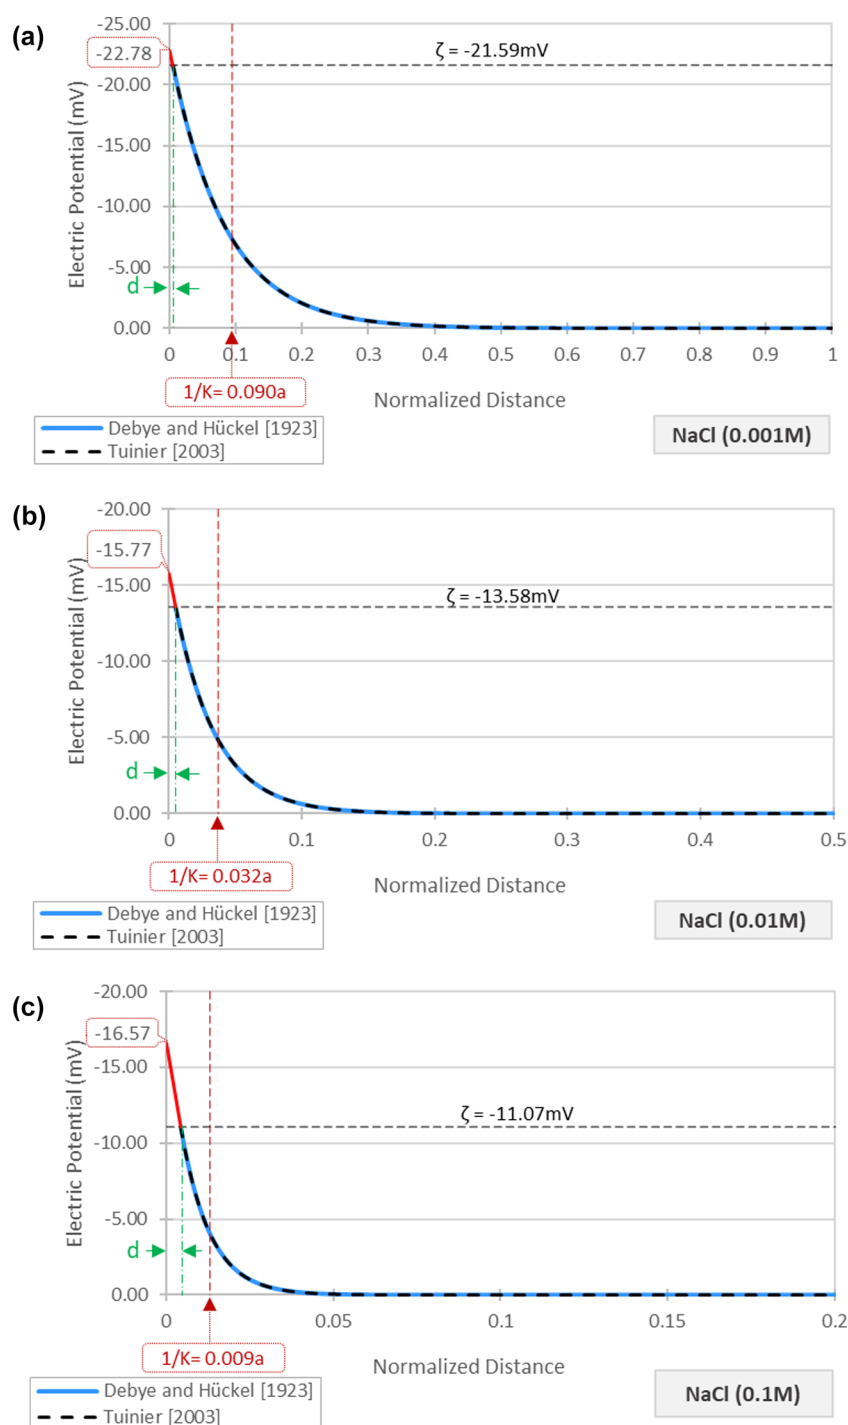 (a)
-25.00
-22.78
ζ = -21.59mV
-20.00
-15.00
-10.00
-5.00
0.00
Electric Potential (mV)
d
0 0.1 0.2 0.3 0.4 0.5 0.6 0.7 0.8 0.9 1
1/K= 0.090a
Normalized Distance
Debye and Hückel [1923]
Tuinier [2003]
NaCl (0.001M)
(b)
-20.00
-15.77
-15.00
ζ = -13.58mV
-10.00
-5.00
0.00
Electric Potential (mV)
d
0 0.1 0.2 0.3 0.4 0.5
1/K= 0.032a
Normalized Distance
Debye and Hückel [1923]
Tuinier [2003]
NaCl (0.01M)
(c)
-20.00
-16.57
-15.00
ζ = -11.07mV
-10.00
-5.00
0.00
Electric Potential (mV)
d
0 0.05 0.1 0.15 0.2
1/K= 0.009a
Normalized Distance
Debye and Hückel [1923]
Tuinier [2003]
NaCl (0.1M)